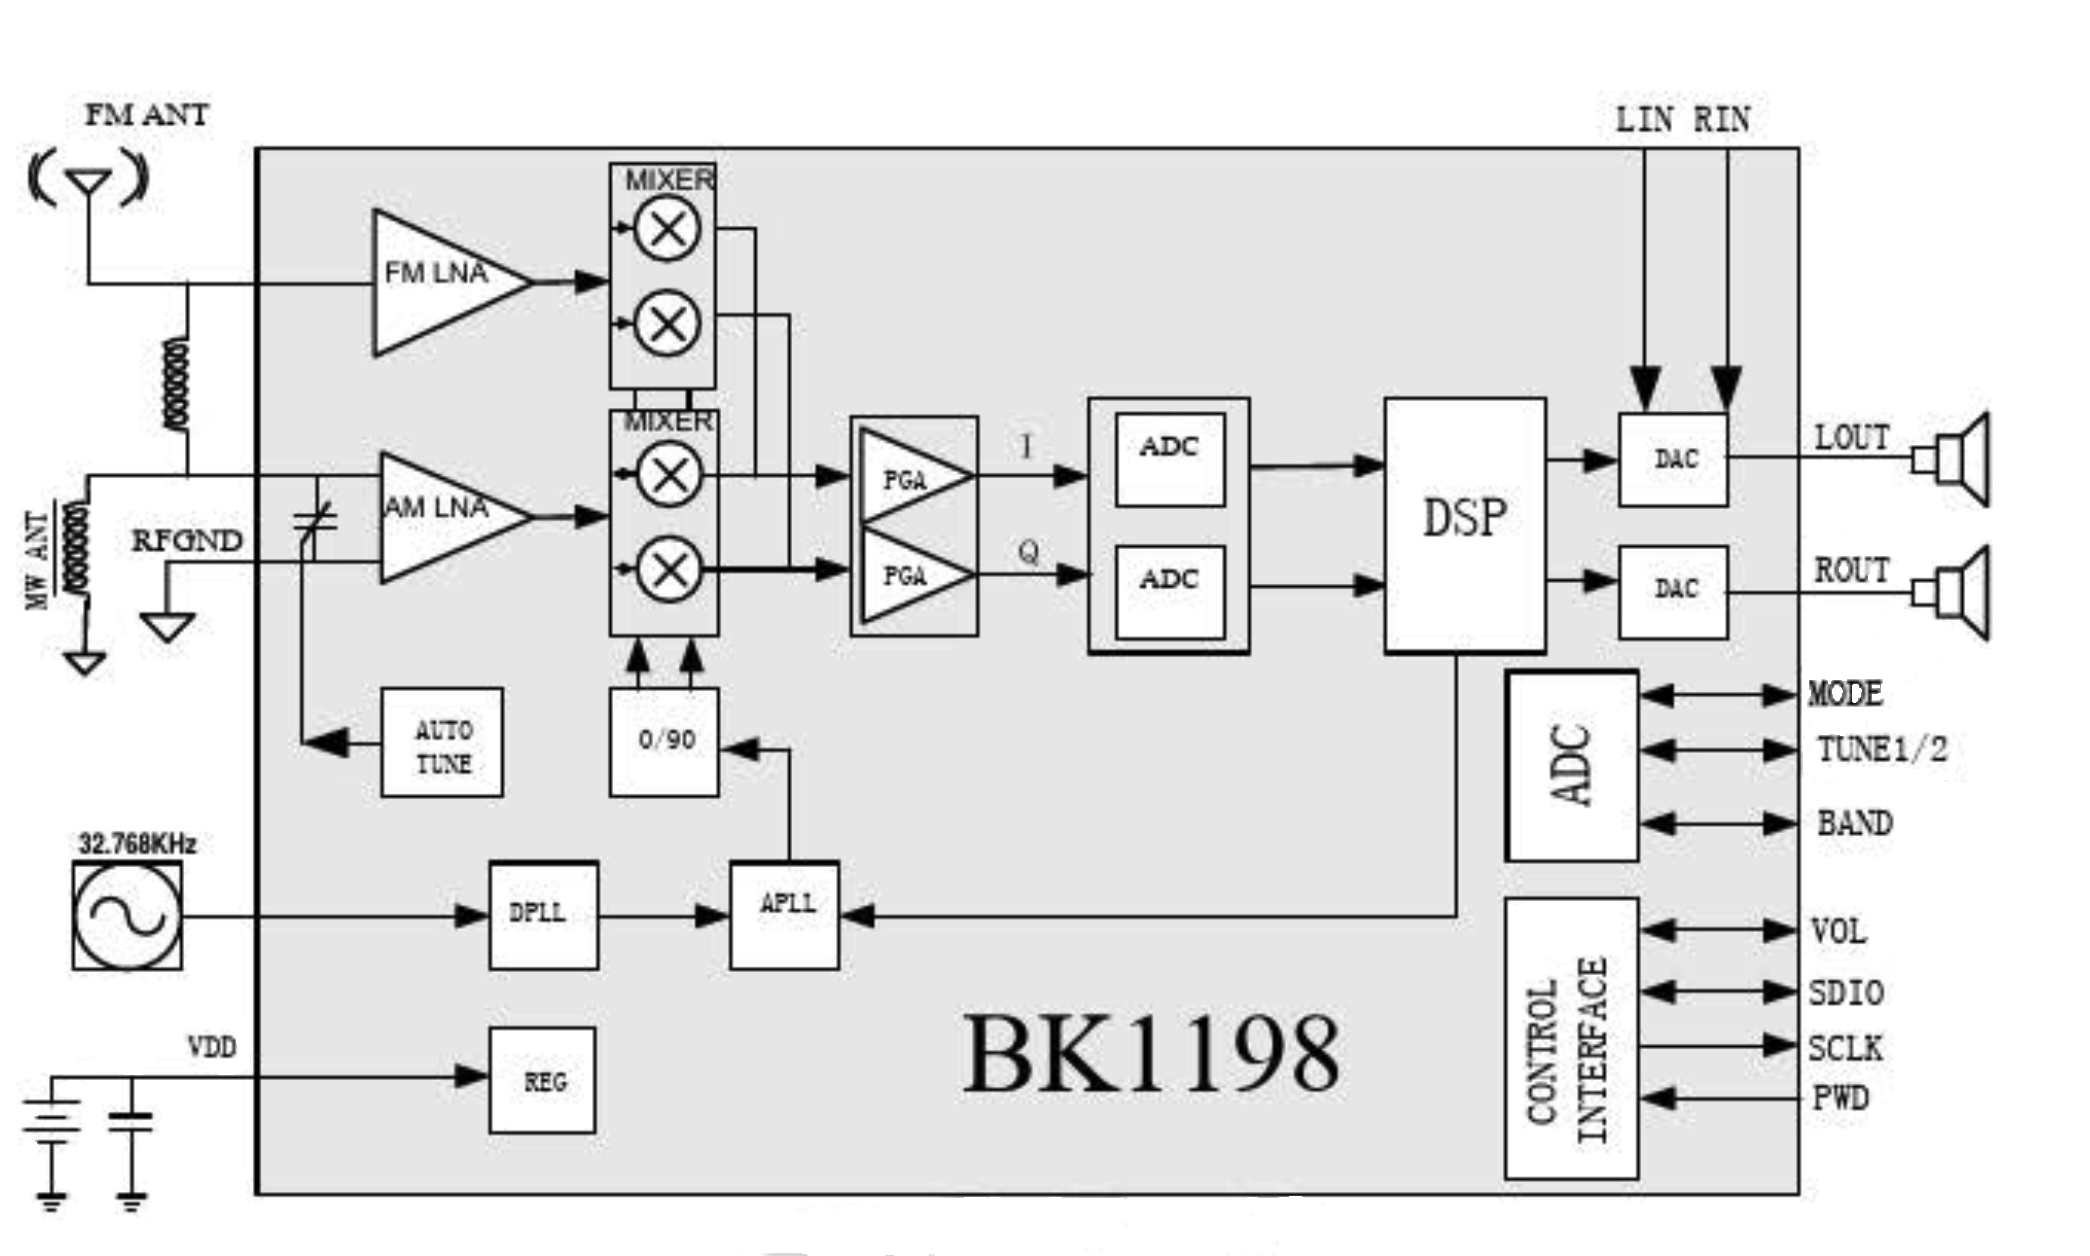 FM ANT
LIN RIN
MIXER
FM LNA
MIXER
LOUT
I
ADC
PGA
DAC
AM LNA
MW ANT
RFGND
DSP
Q
PGA
ADC
DAC
ROUT
MODE
AUTO
TUNE
0/90
ADC
TUNE1/2
BAND
32.768KHz
DPLL
APLL
VOL
SDIO
CONTROL
INTERFACE
VDD
REG
BK1198
SCLK
PWD